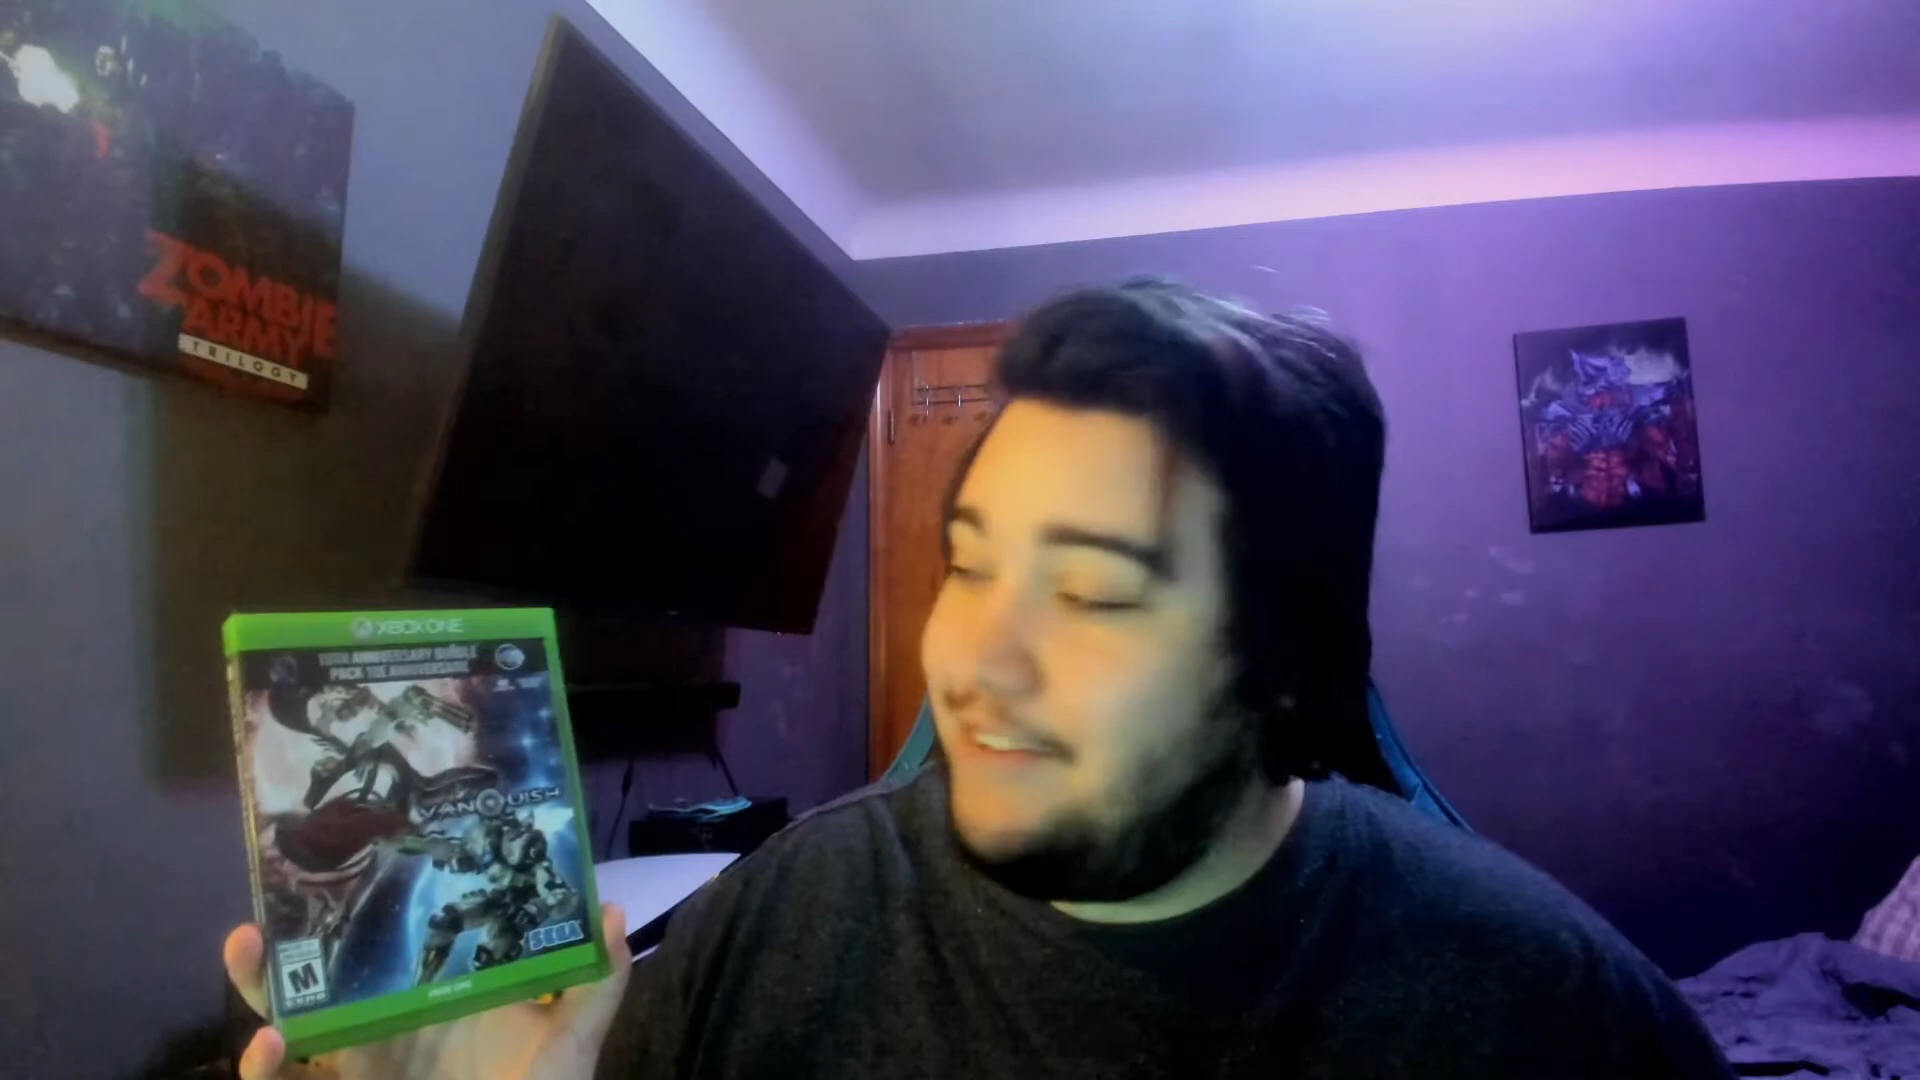 ZOMBIE
ARMY
TRILOGY
XBOX ONE
10TH ANNIVERSARY BUNDLE
PACK 10E ANNIVERSAIRE
VANQUISH
SEGA
M